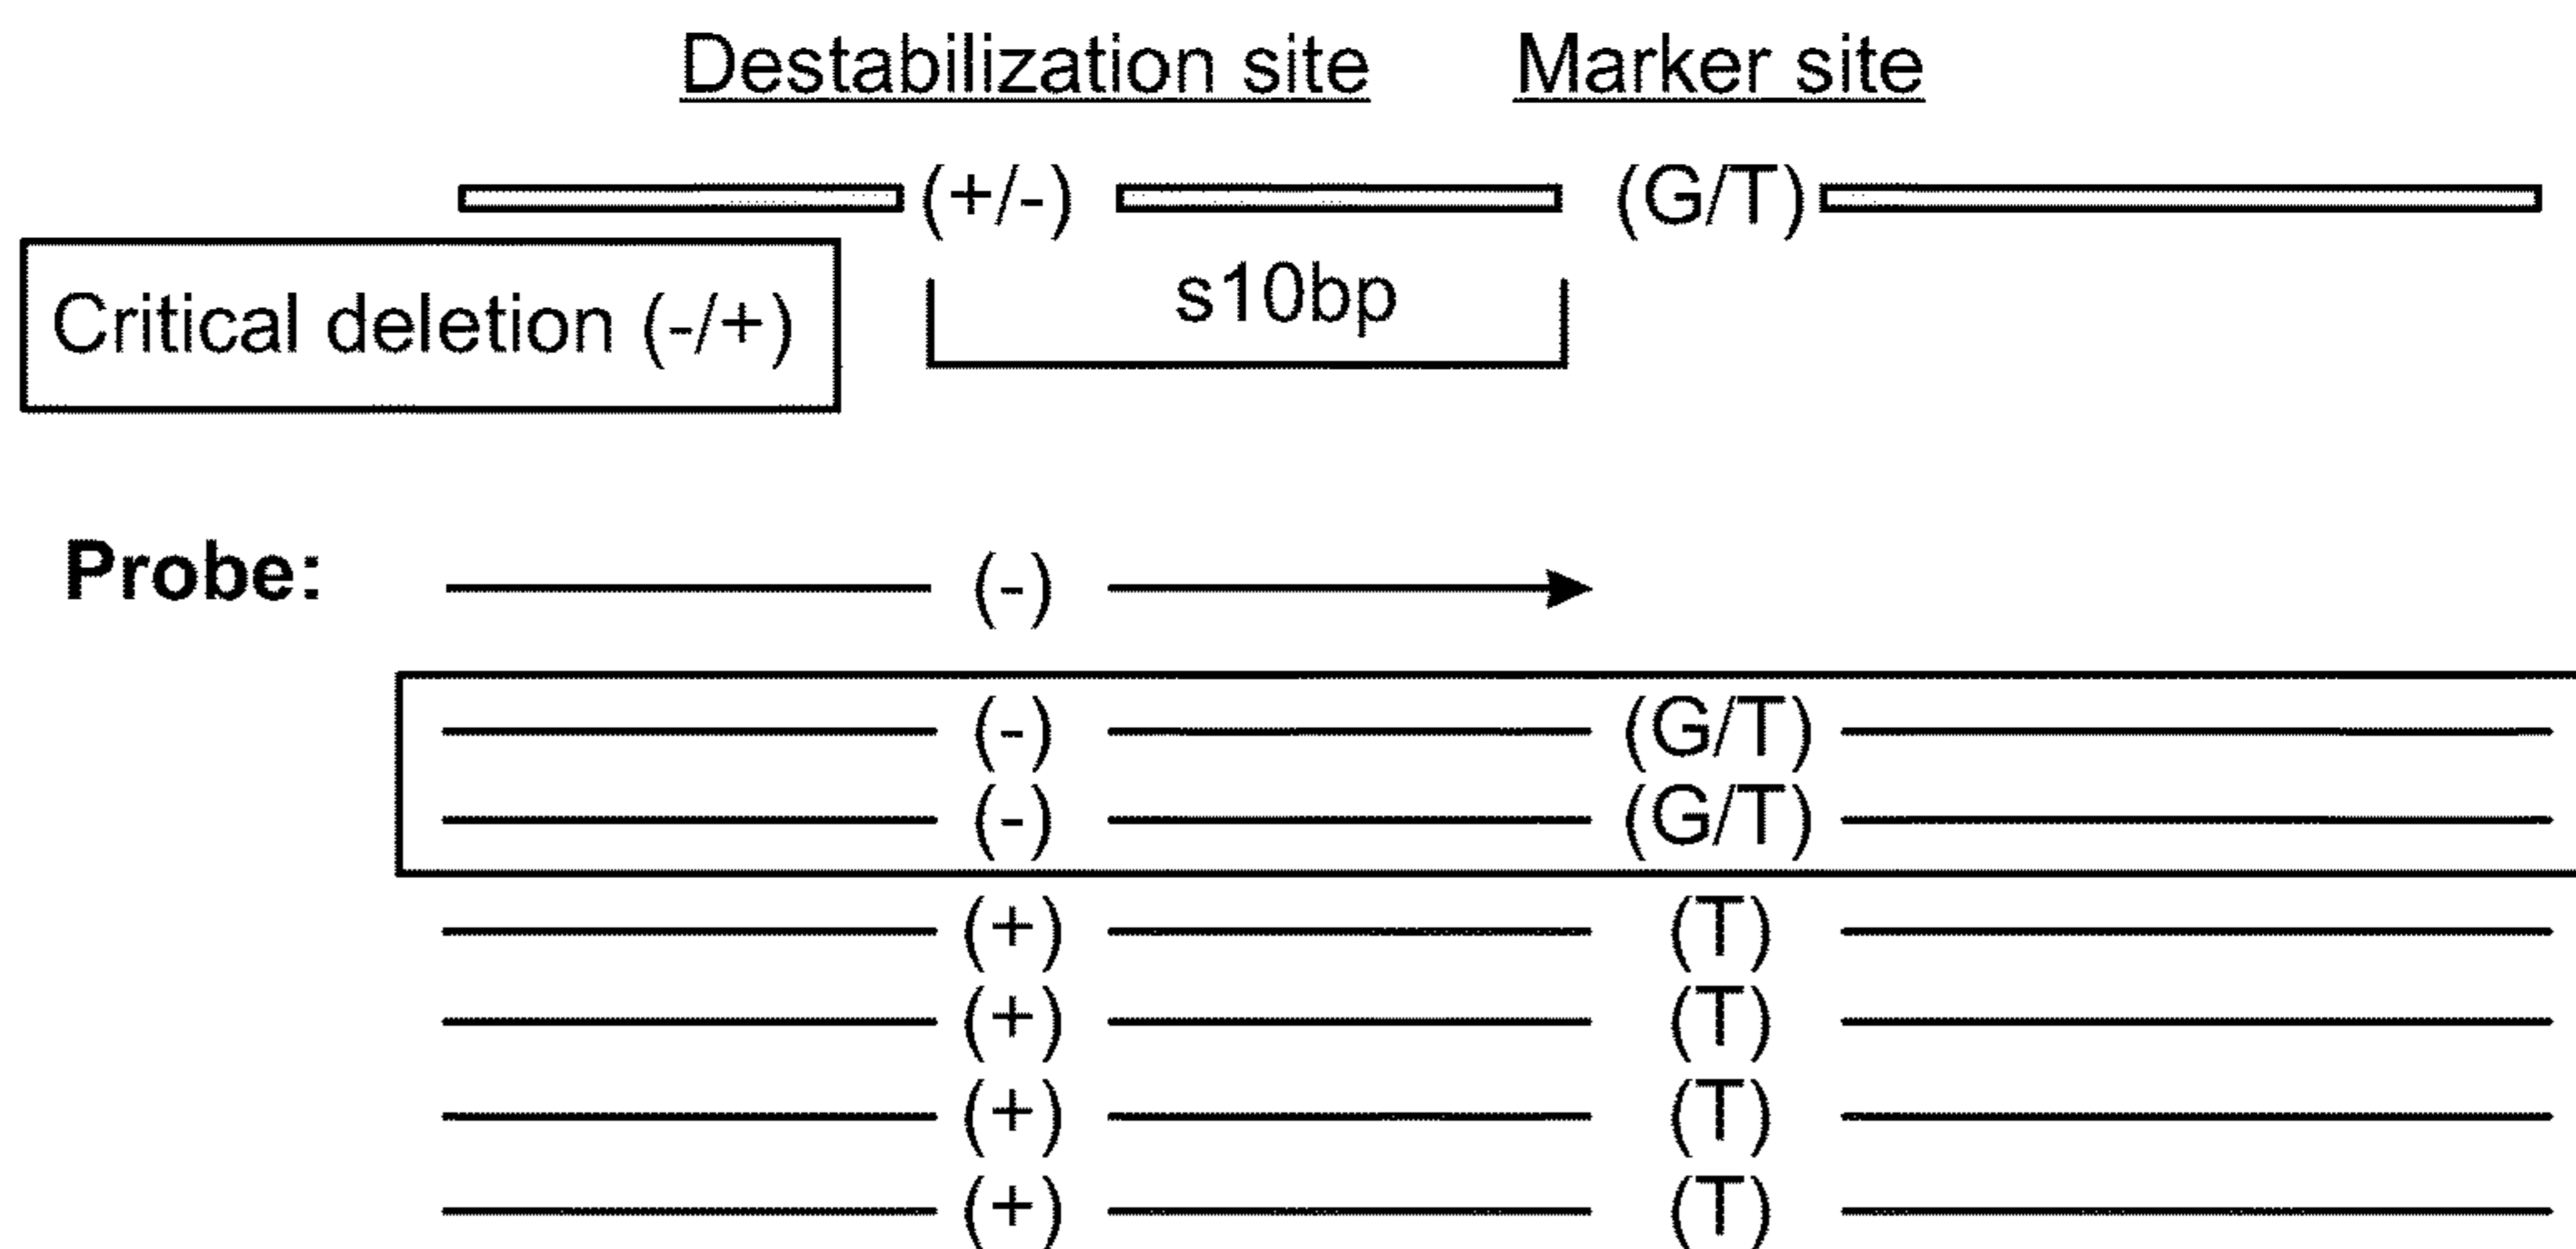 Destabilization site Marker site
(+/-) (G/T)
s10bp
Critical deletion (-/+)
Probe: (-)
(-) (G/T)
(-) (G/T)
(+) (T)
(+) (T)
(+) (T)
(+) (T)